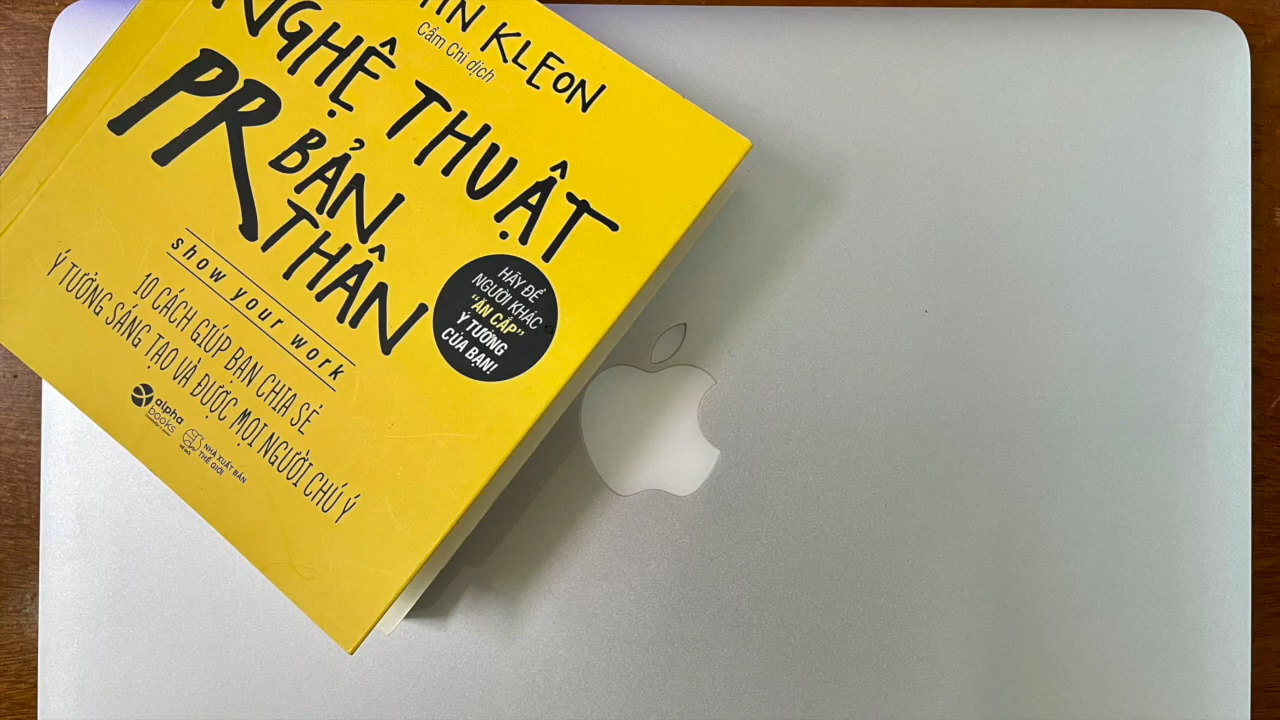 KLEON
Cẩm Chi dịch
NGHỆ THUẬT
PR BẢN
THÂN
show your work
10 CÁCH GIÚP BẠN CHIA SẺ
Ý TƯỞNG SÁNG TẠO VÀ ĐƯỢC MỌI NGƯỜI CHÚ Ý
HÃY ĐỂ
NGƯỜI KHÁC
"ĂN CẮP"
Ý TƯỞNG
CỦA BẠN!
alpha
books
NHÀ XUẤT BẢN
THẾ GIỚI